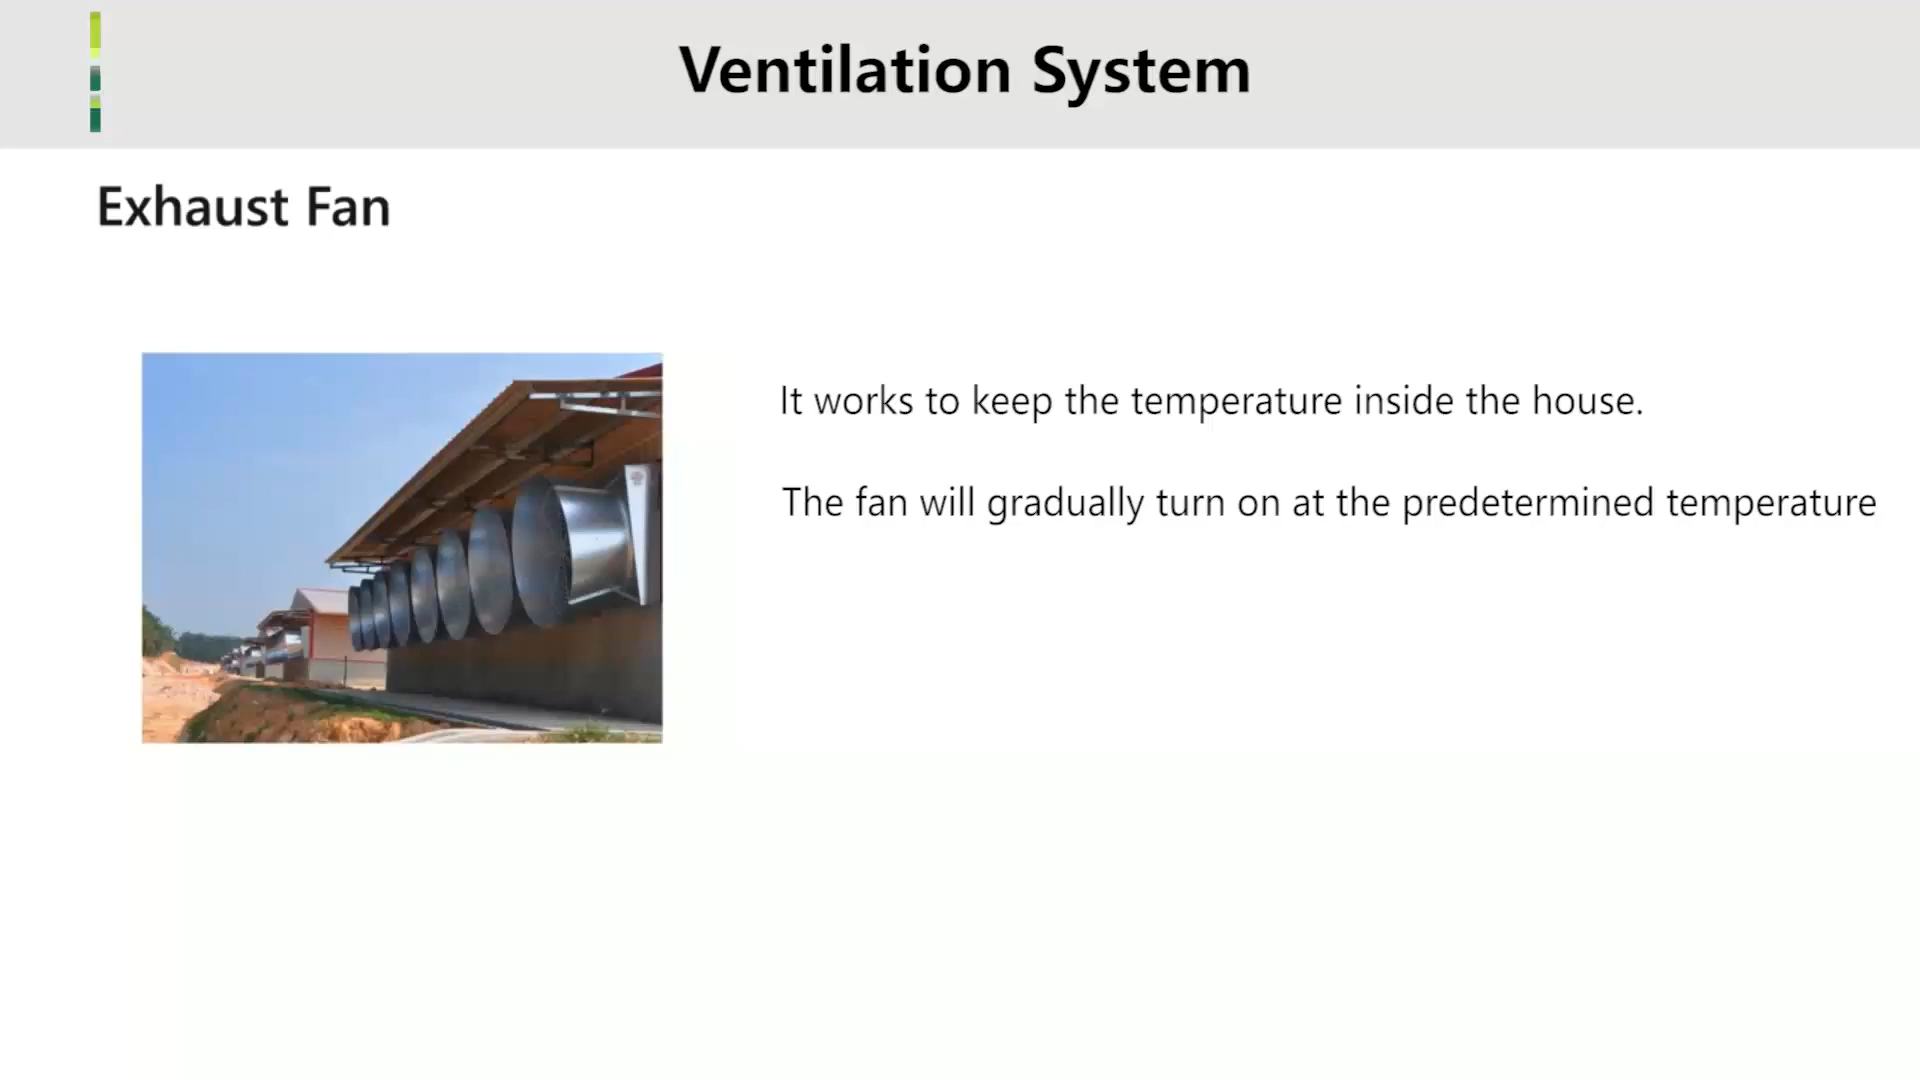 Ventilation System
Exhaust Fan
It works to keep the temperature inside the house.
The fan will gradually turn on at the predetermined temperature